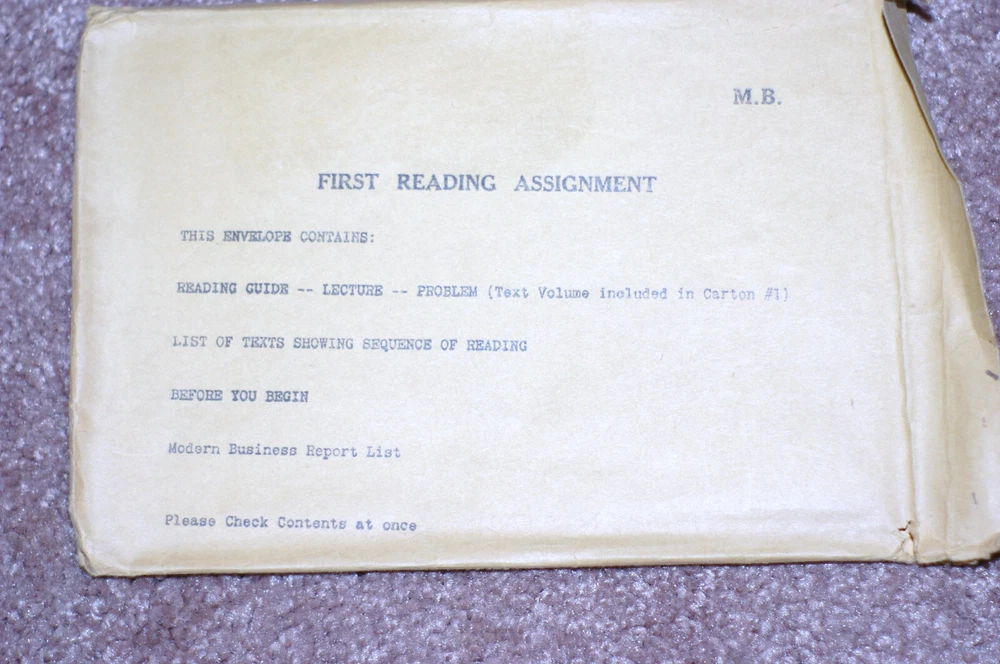 M.B.
FIRST READING ASSIGNMENT
THIS ENVELOPE CONTAINS:
READING GUIDE -- LECTURE -- PROBLEM (Text Volume included in Carton #1)
LIST OF TEXTS SHOWING SEQUENCE OF READING
BEFORE YOU BEGIN
Modern Business Report List
Please Check Contents at once